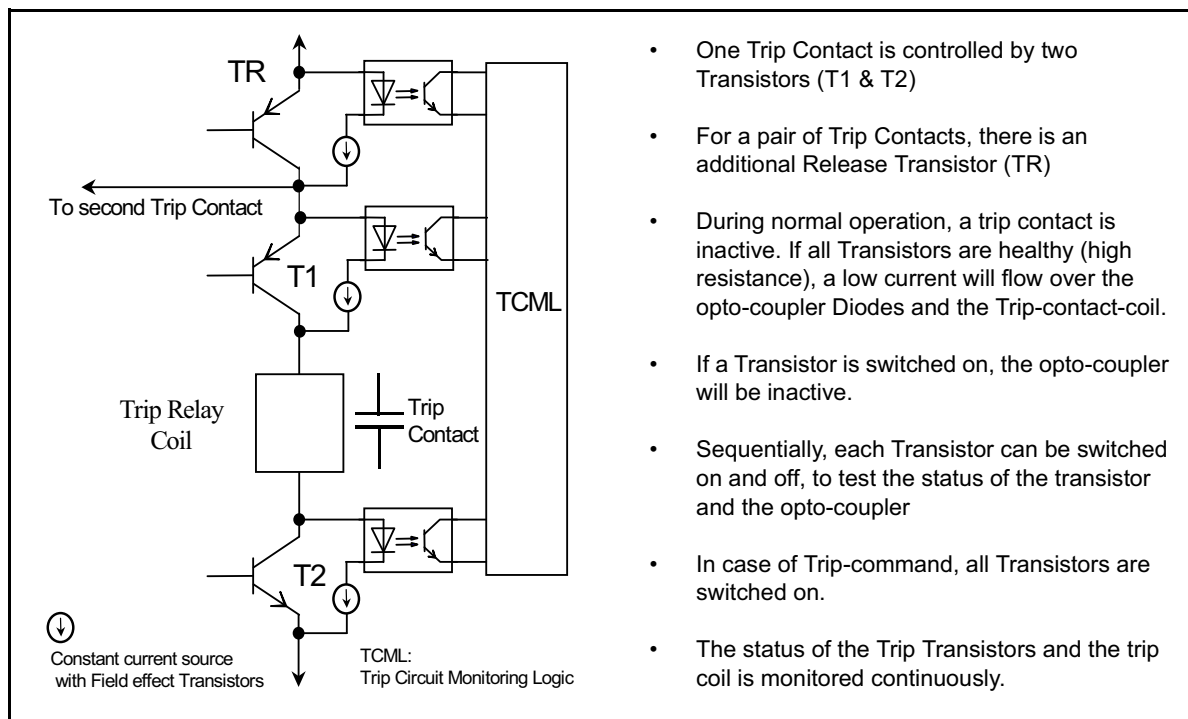 TR
To second Trip Contact
T1
TCML
Trip Relay
Coil
Trip
Contact
T2
Constant current source
with Field effect Transistors
TCML:
Trip Circuit Monitoring Logic
• One Trip Contact is controlled by two
Transistors (T1 & T2)
• For a pair of Trip Contacts, there is an
additional Release Transistor (TR)
• During normal operation, a trip contact is
inactive. If all Transistors are healthy (high
resistance), a low current will flow over the
opto-coupler Diodes and the Trip-contact-coil.
• If a Transistor is switched on, the opto-coupler
will be inactive.
• Sequentially, each Transistor can be switched
on and off, to test the status of the transistor
and the opto-coupler
• In case of Trip-command, all Transistors are
switched on.
• The status of the Trip Transistors and the trip
coil is monitored continuously.